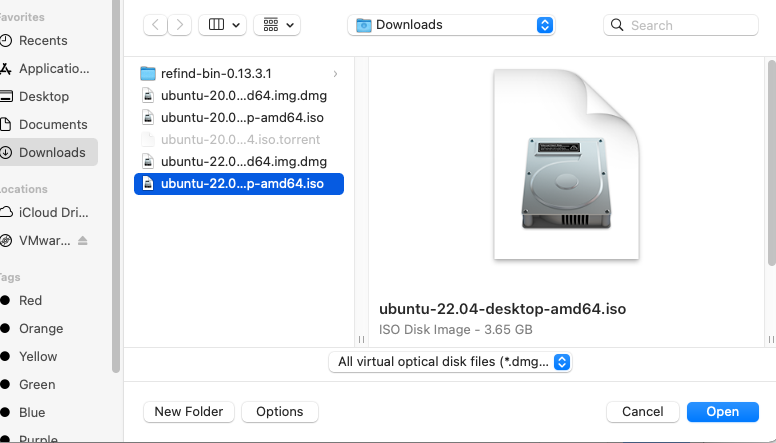 Favorites
Recents
Applicatio...
Desktop
Documents
Downloads
Locations
iCloud Dri...
VMwar...
Tags
Red
Orange
Yellow
Green
Blue
Purple
Downloads
Search
refind-bin-0.13.3.1
ubuntu-20.0...d64.img.dmg
ubuntu-20.0...p-amd64.iso
ubuntu-20.0...4.iso.torrent
ubuntu-22.0...d64.img.dmg
ubuntu-22.0...p-amd64.iso
ubuntu-22.04-desktop-amd64.iso
ISO Disk Image - 3.65 GB
All virtual optical disk files (*.dmg...
New Folder
Options
Cancel
Open